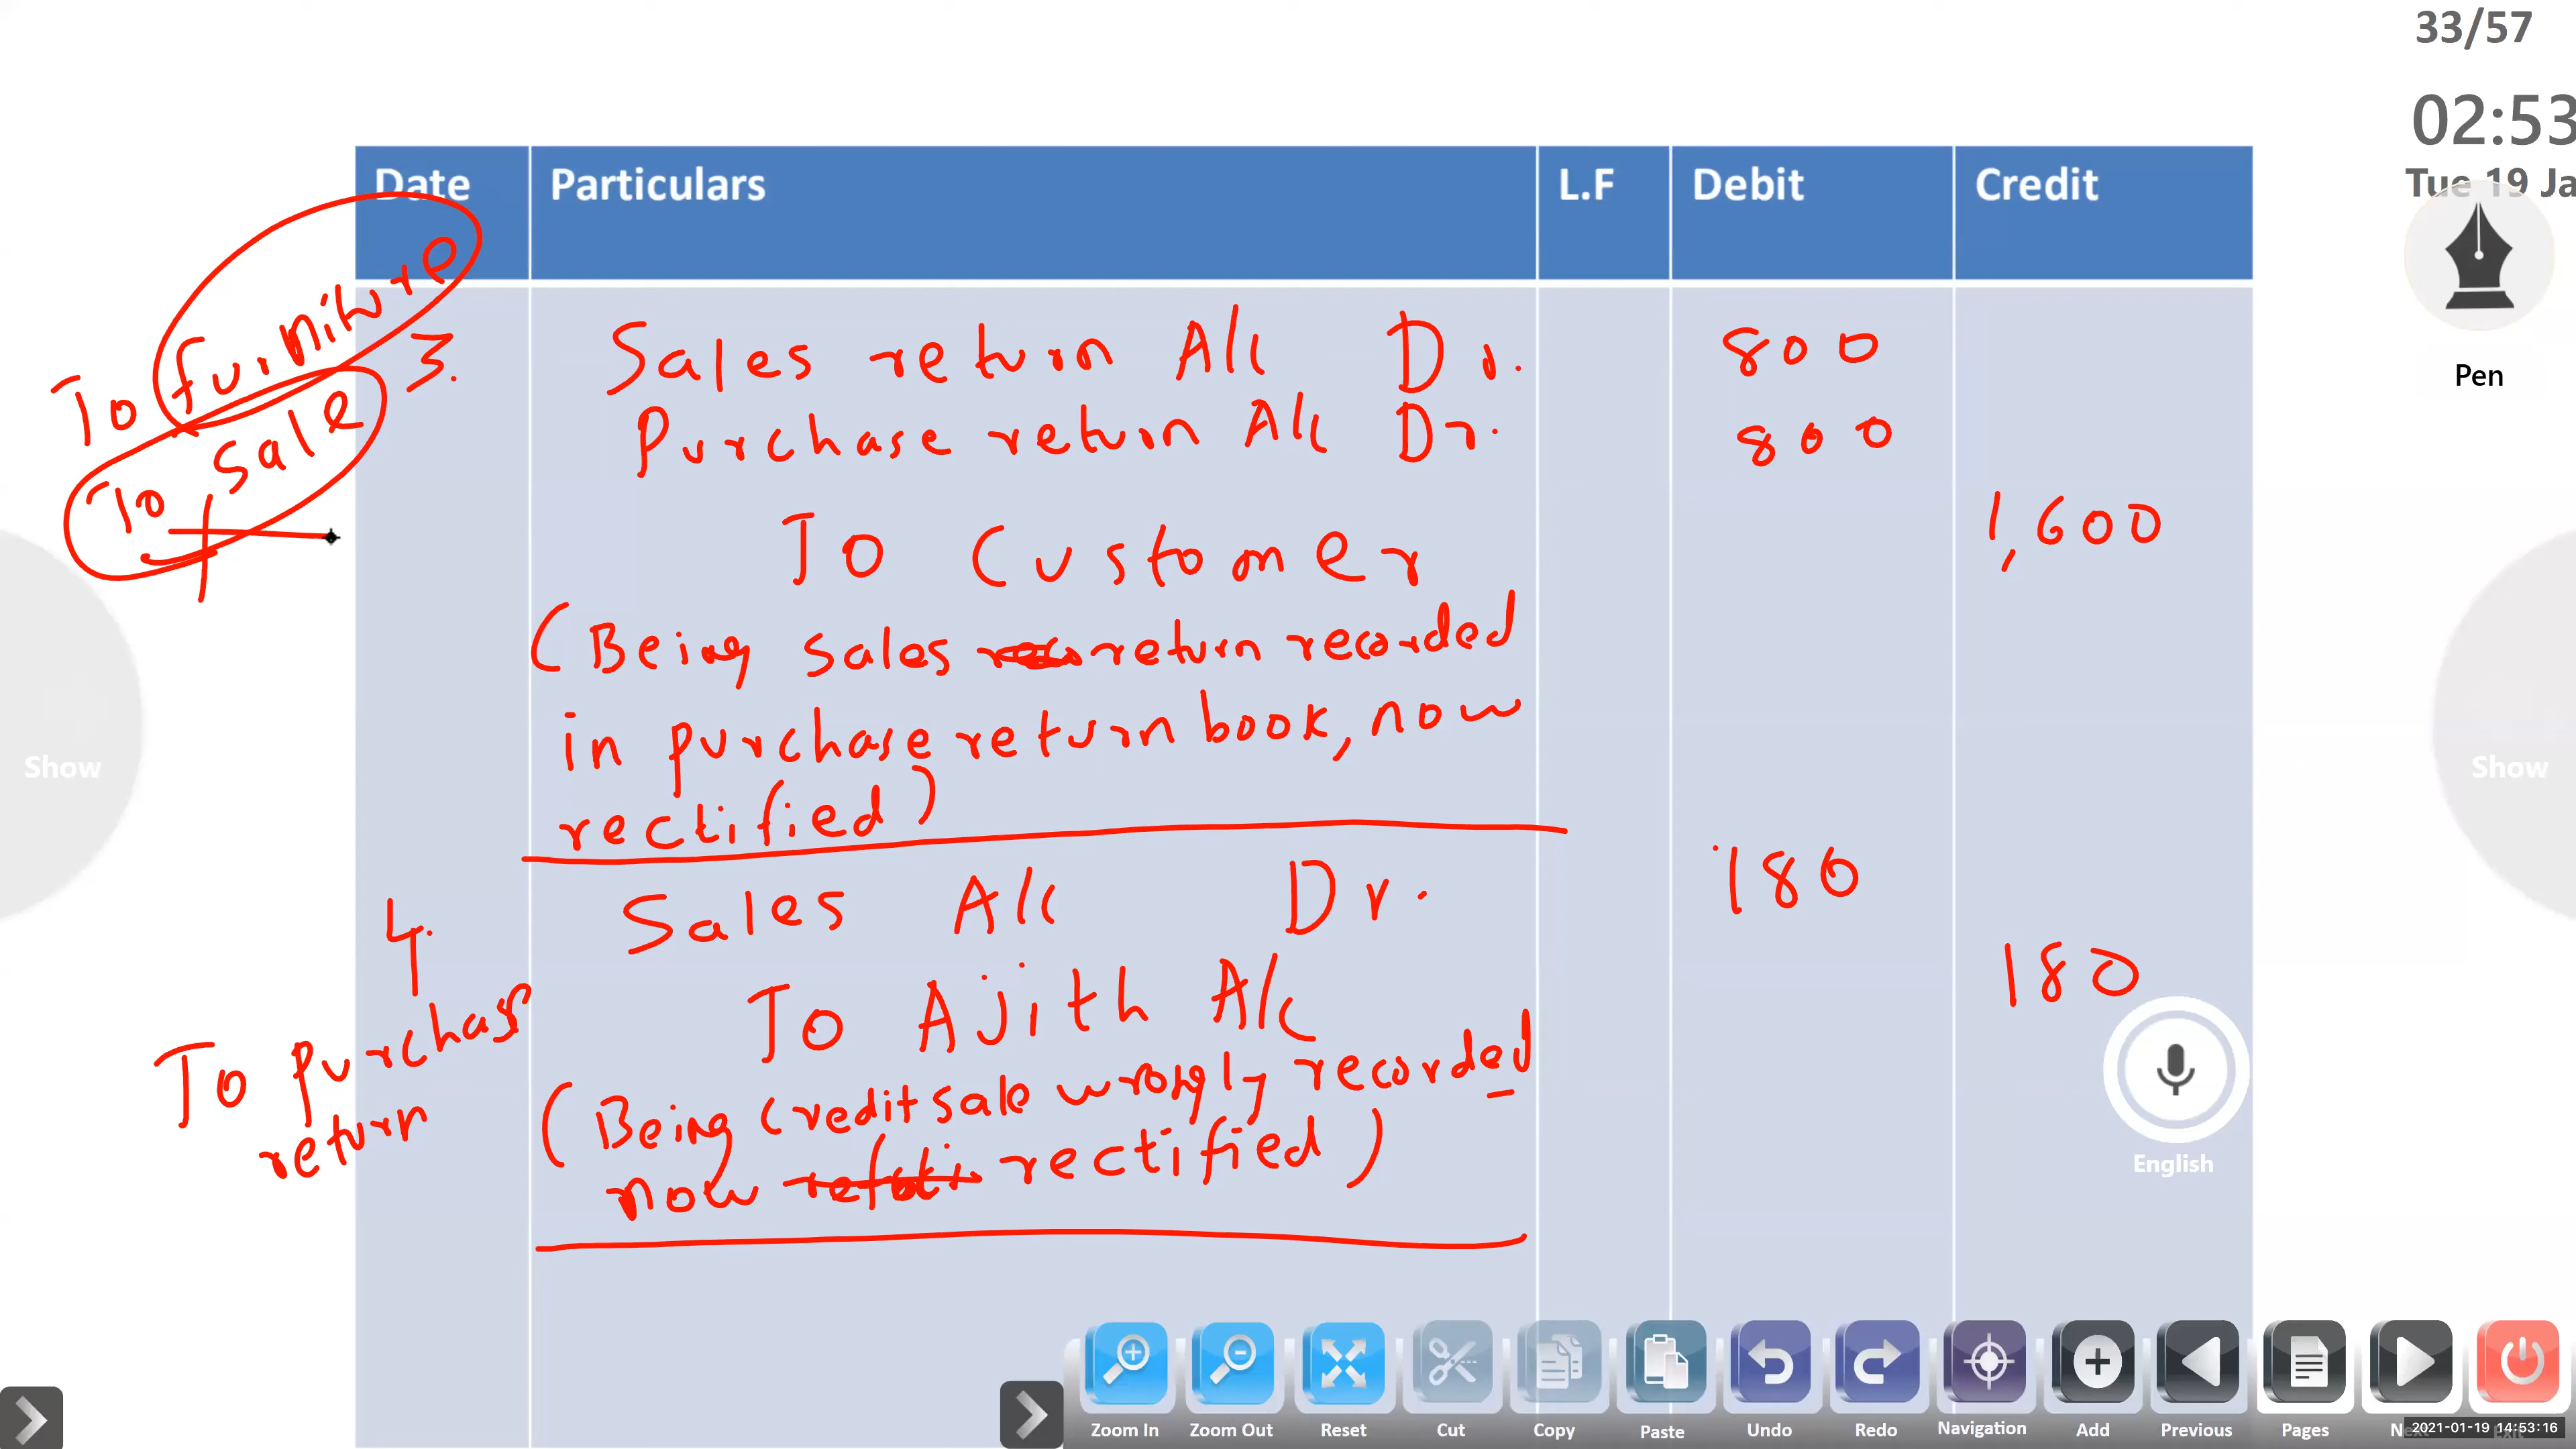 33/57
02:53
Tue 19 Ja
Pen
Date Particulars L.F Debit Credit
To furniture
To Sale
3. Sales return A/c Dr. 800
Purchase return A/c Dr. 800
To Customer 1,600
(Being sales return recorded
in purchase return book, now
rectified)
4. Sales A/c Dr. 180
To Ajith A/c 180
(Being credit sale wrongly recorded
now rectified)
To purchase
return
Show
Show
English
Zoom In Zoom Out Reset Cut Copy Paste Undo Redo Navigation Add Previous Pages
2021-01-19 14:53:16